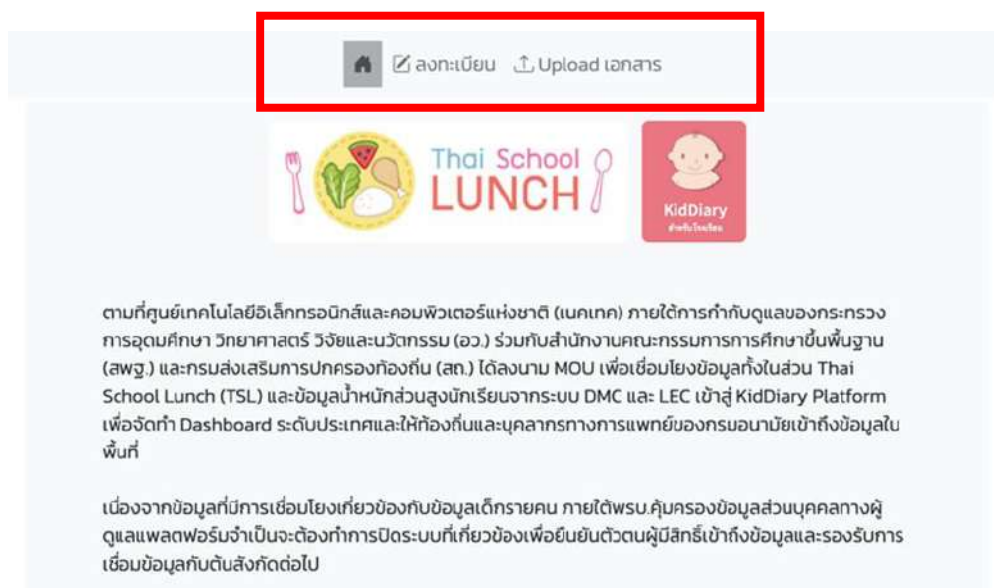 ลงทะเบียน Upload เอกสาร
Thai School
LUNCH
KidDiary
สำหรับโรงเรียน
ตามที่ศูนย์เทคโนโลยีอิเล็กทรอนิกส์และคอมพิวเตอร์แห่งชาติ (เนคเทค) ภายใต้การกำกับดูแลของกระทรวง
การอุดมศึกษา วิทยาศาสตร์ วิจัยและนวัตกรรม (อว.) ร่วมกับสำนักงานคณะกรรมการการศึกษาขึ้นพื้นฐาน
(สพฐ.) และกรมส่งเสริมการปกครองท้องถิ่น (สถ.) ได้ลงนาม MOU เพื่อเชื่อมโยงข้อมูลทั้งในส่วน Thai
School Lunch (TSL) และข้อมูลน้ำหนักส่วนสูงนักเรียนจากระบบ DMC และ LEC เข้าสู่ KidDiary Platform
เพื่อจัดทำ Dashboard ระดับประเทศและให้ท้องถิ่นและบุคลากรทางการแพทย์ของกรมอนามัยเข้าถึงข้อมูลใน
พื้นที่
เนื่องจากข้อมูลที่มีการเชื่อมโยงเกี่ยวข้องกับข้อมูลเด็กรายคน ภายใต้พรบ.คุ้มครองข้อมูลส่วนบุคคลทางผู้
ดูแลแพลตฟอร์มจำเป็นจะต้องทำการปิดระบบที่เกี่ยวข้องเพื่อยืนยันตัวตนผู้มีสิทธิ์เข้าถึงข้อมูลและรองรับการ
เชื่อมข้อมูลกับต้นสังกัดต่อไป